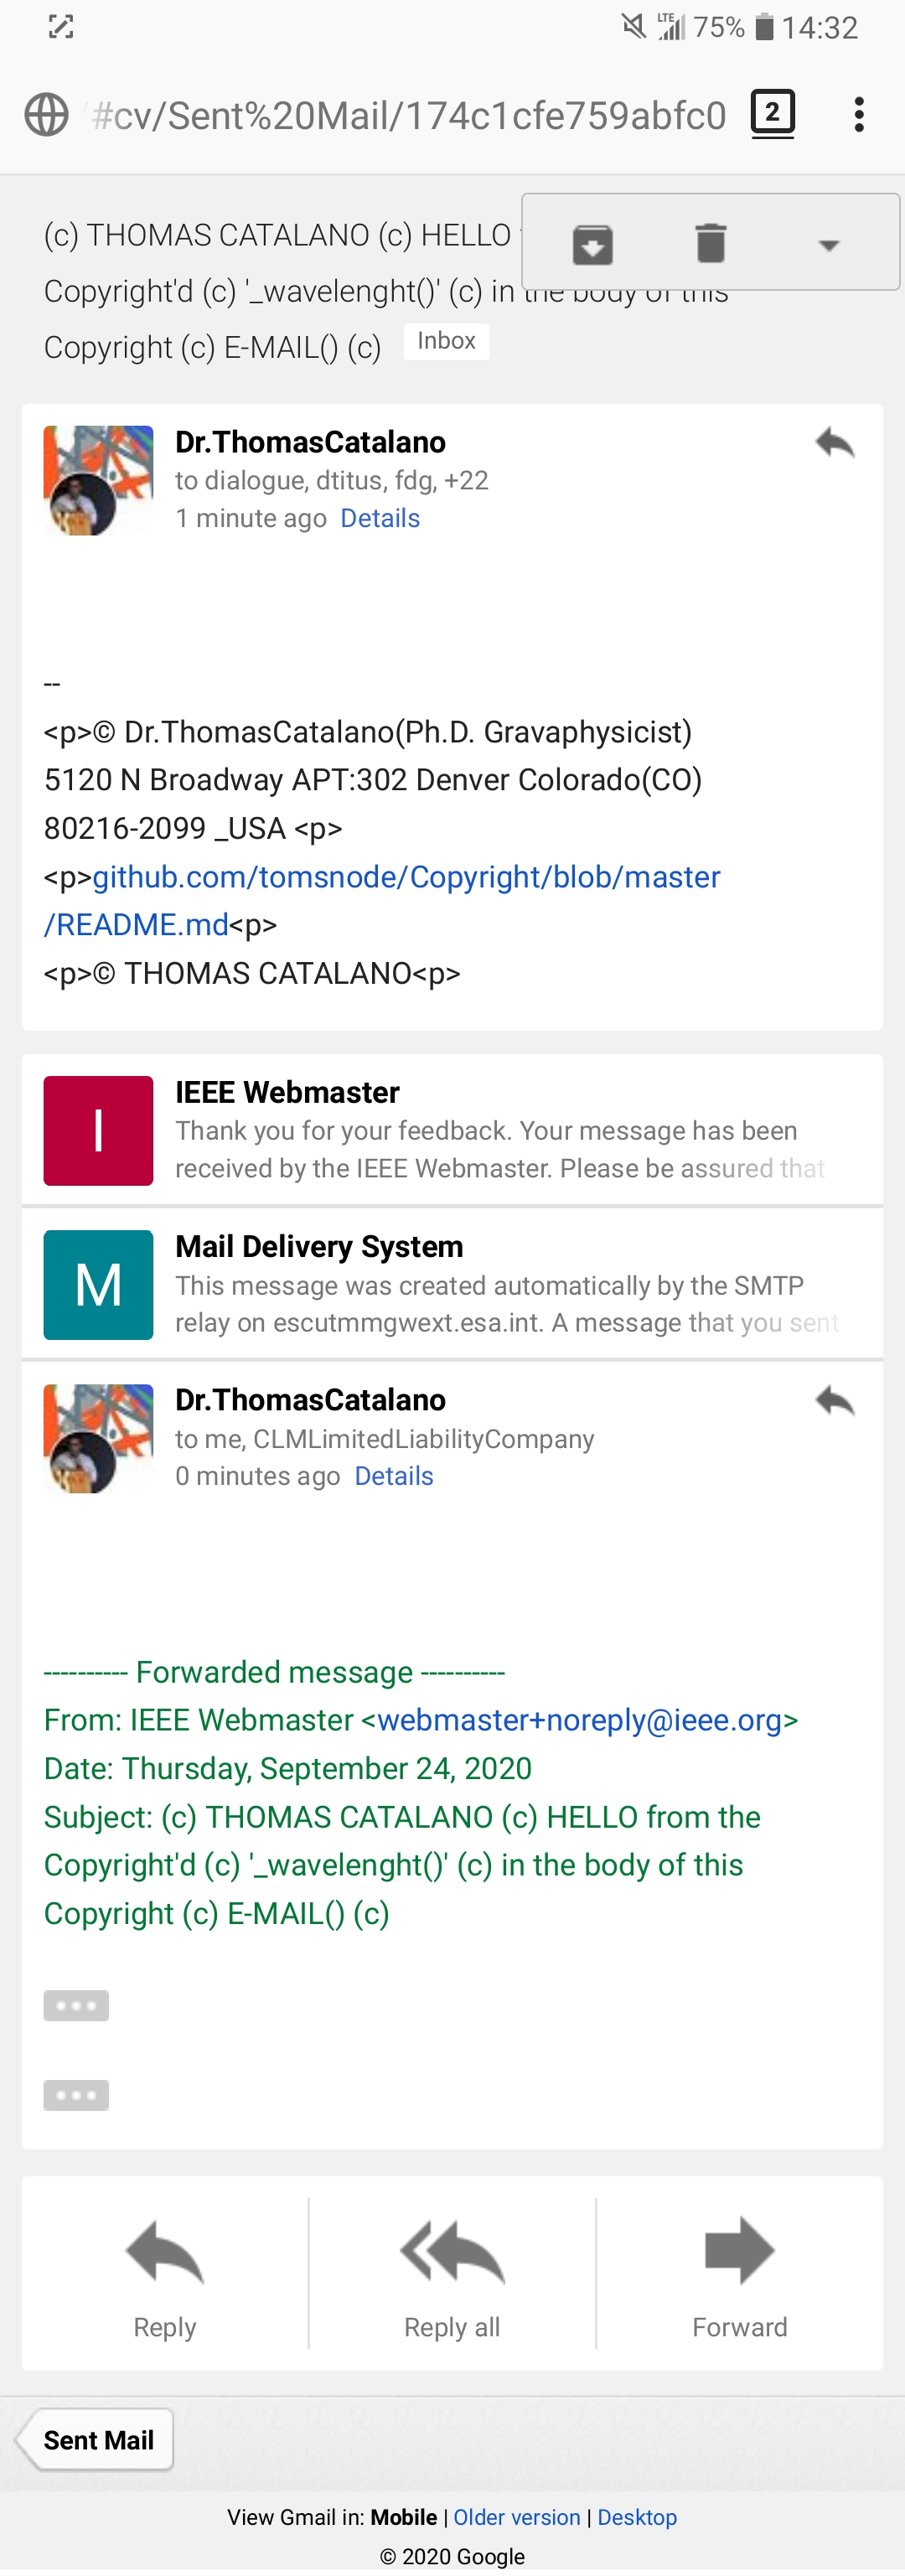 LTE 75% 14:32
/#cv/Sent%20Mail/174c1cfe759abfc0 2
(c) THOMAS CATALANO (c) HELLO
Copyright'd (c) '_wavelenght()' (c) in the body of this
Copyright (c) E-MAIL() (c) Inbox
Dr.ThomasCatalano
to dialogue, dtitus, fdg, +22
1 minute ago Details
--
<p>© Dr.ThomasCatalano(Ph.D. Gravaphysicist)
5120 N Broadway APT:302 Denver Colorado(CO)
80216-2099 _USA <p>
<p>github.com/tomsnode/Copyright/blob/master
/README.md<p>
<p>© THOMAS CATALANO<p>
I
IEEE Webmaster
Thank you for your feedback. Your message has been
received by the IEEE Webmaster. Please be assured that
M
Mail Delivery System
This message was created automatically by the SMTP
relay on escutmmgwext.esa.int. A message that you sent
Dr.ThomasCatalano
to me, CLMLimitedLiabilityCompany
0 minutes ago Details
---------- Forwarded message ----------
From: IEEE Webmaster <webmaster+noreply@ieee.org>
Date: Thursday, September 24, 2020
Subject: (c) THOMAS CATALANO (c) HELLO from the
Copyright'd (c) '_wavelenght()' (c) in the body of this
Copyright (c) E-MAIL() (c)
Reply Reply all Forward
Sent Mail
View Gmail in: Mobile | Older version | Desktop
© 2020 Google